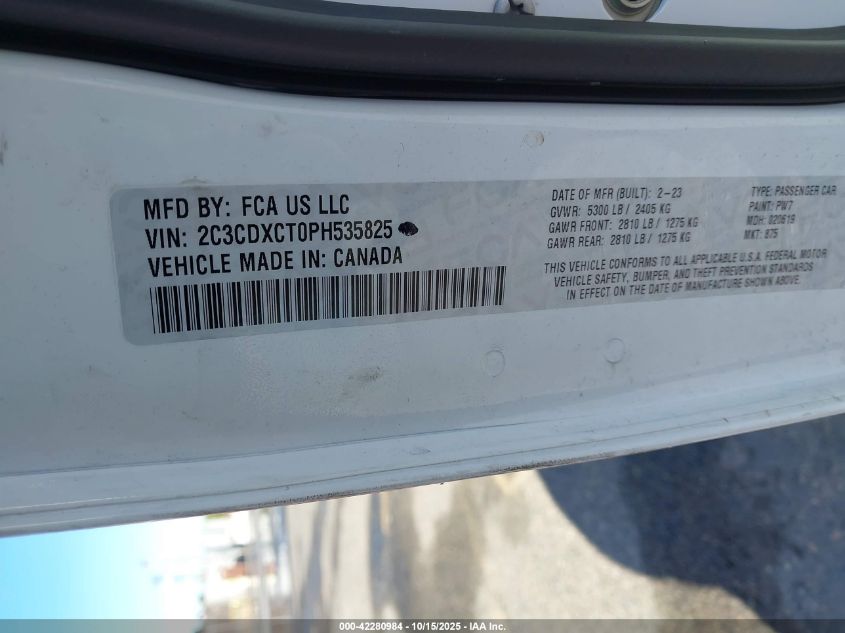 MFD BY: FCA US LLC
VIN: 2C3CDXCT0PH535825
VEHICLE MADE IN: CANADA
DATE OF MFR (BUILT): 2-23
GVWR: 5300 LB / 2405 KG
GAWR FRONT: 2810 LB / 1275 KG
GAWR REAR: 2810 LB / 1275 KG
TYPE: PASSENGER CAR
PAINT: PW7
MDH: 020619
MKT: 875
THIS VEHICLE CONFORMS TO ALL APPLICABLE U.S.A. FEDERAL MOTOR
VEHICLE SAFETY, BUMPER, AND THEFT PREVENTION STANDARDS
IN EFFECT ON THE DATE OF MANUFACTURE SHOWN ABOVE.
000-42280984 - 10/15/2025 - IAA Inc.